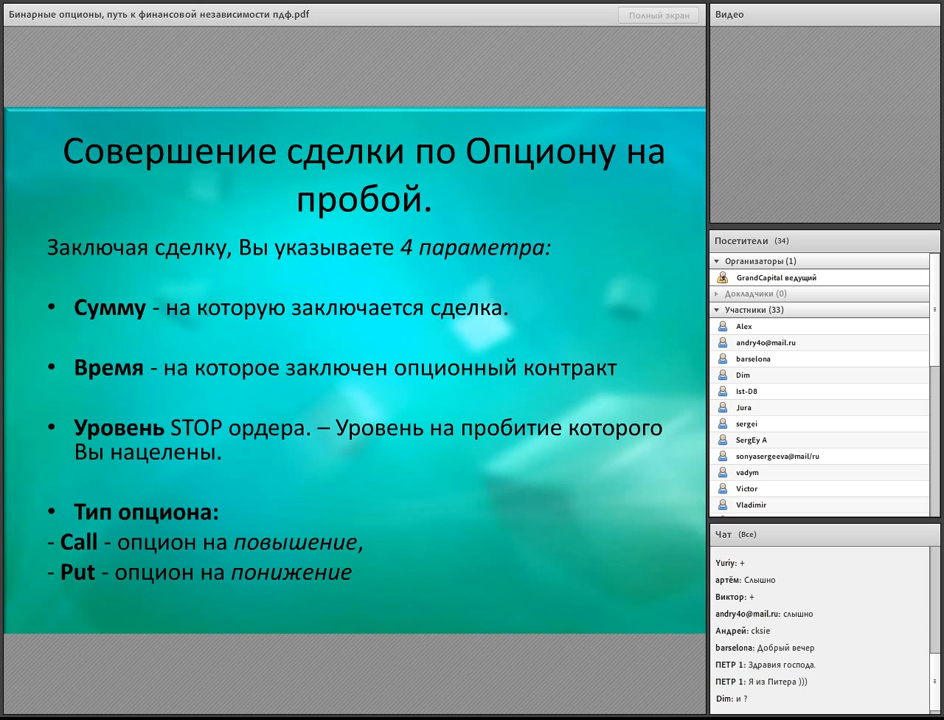 Бинарные опционы, путь к финансовой независимости пдф.pdf
Полный экран
Совершение сделки по Опциону на
пробой.
Заключая сделку, Вы указываете 4 параметра:
• Сумму - на которую заключается сделка.
• Время - на которое заключен опционный контракт
• Уровень STOP ордера. – Уровень на пробитие которого
Вы нацелены.
• Тип опциона:
- Call - опцион на повышение,
- Put - опцион на понижение
Видео
Посетители (34)
Организаторы (1)
GrandCapital ведущий
Докладчики (0)
Участники (33)
Alex
andry4o@mail.ru
barselona
Dim
Ist-D8
Jura
sergei
SergEy A
sonyasergeeva@mail/ru
vadym
Victor
Vladimir
Чат (Все)
Yuriy: +
артём: Слышно
Виктор: +
andry4o@mail.ru: слышно
Андрей: cksie
barselona: Добрый вечер
ПЕТР 1: Здравия господа.
ПЕТР 1: Я из Питера )))
Dim: и ?